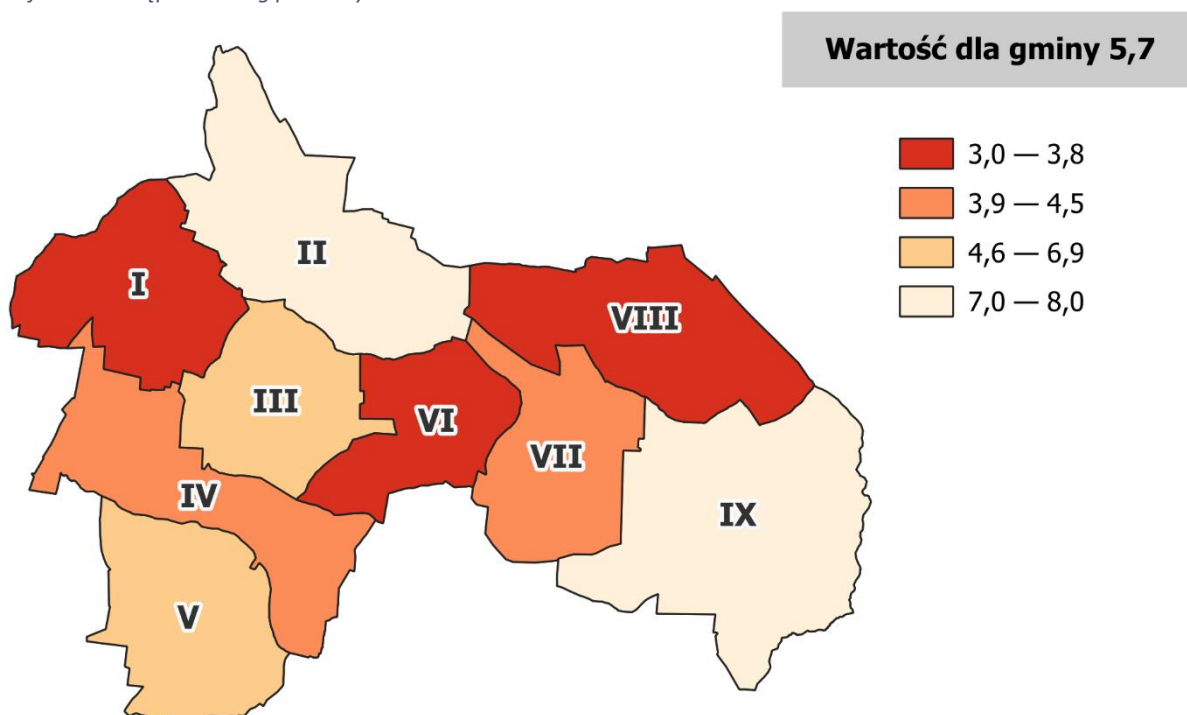 Wartość dla gminy 5,7
3,0 — 3,8
3,9 — 4,5
4,6 — 6,9
7,0 — 8,0
I
II
III
IV
V
VI
VII
VIII
IX